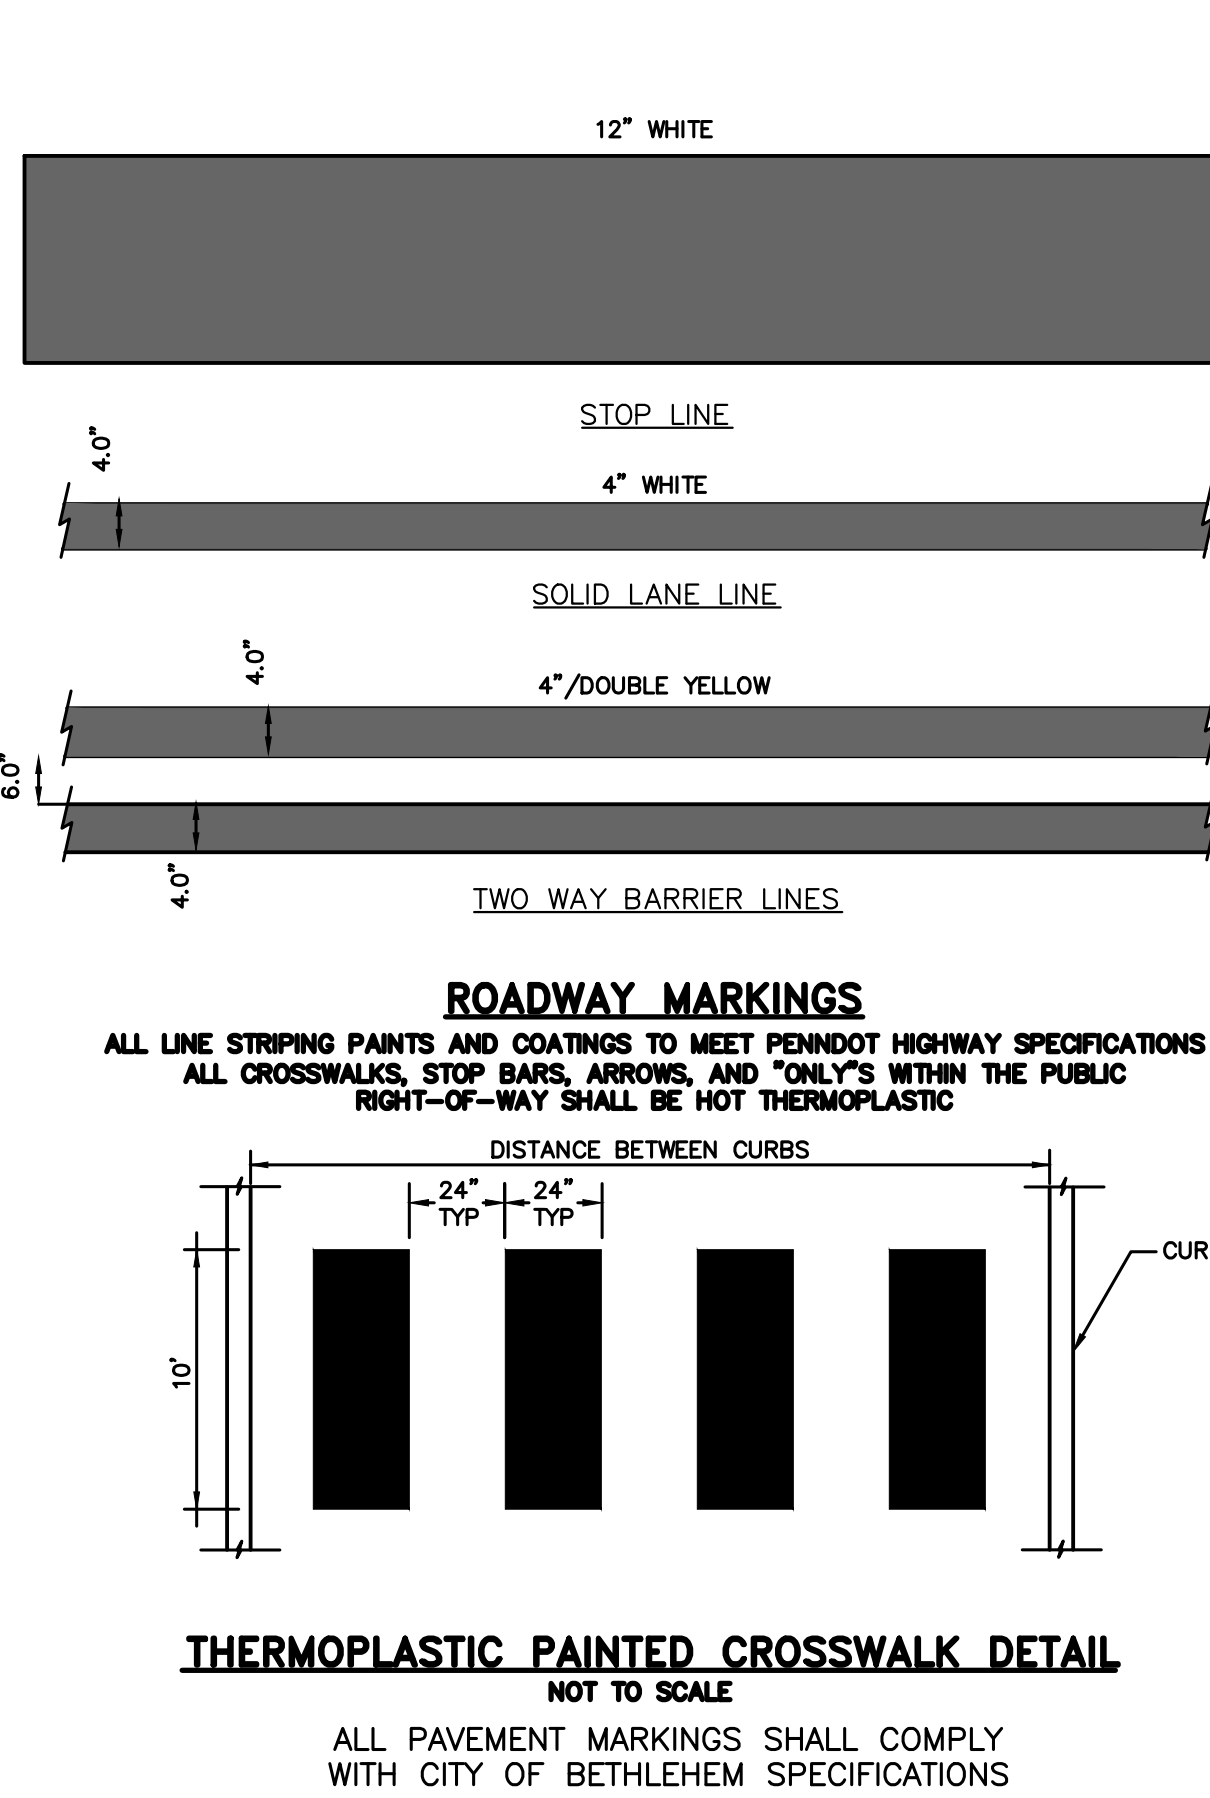 12" WHITE
STOP LINE
4.0"
4" WHITE
SOLID LANE LINE
4.0"
4"/DOUBLE YELLOW
6.0"
4.0"
TWO WAY BARRIER LINES
ROADWAY MARKINGS
ALL LINE STRIPING PAINTS AND COATINGS TO MEET PENNDOT HIGHWAY SPECIFICATIONS
ALL CROSSWALKS, STOP BARS, ARROWS, AND "ONLY"S WITHIN THE PUBLIC
RIGHT-OF-WAY SHALL BE HOT THERMOPLASTIC
DISTANCE BETWEEN CURBS
24" 24"
TYP TYP
CUR
10'
THERMOPLASTIC PAINTED CROSSWALK DETAIL
NOT TO SCALE
ALL PAVEMENT MARKINGS SHALL COMPLY
WITH CITY OF BETHLEHEM SPECIFICATIONS